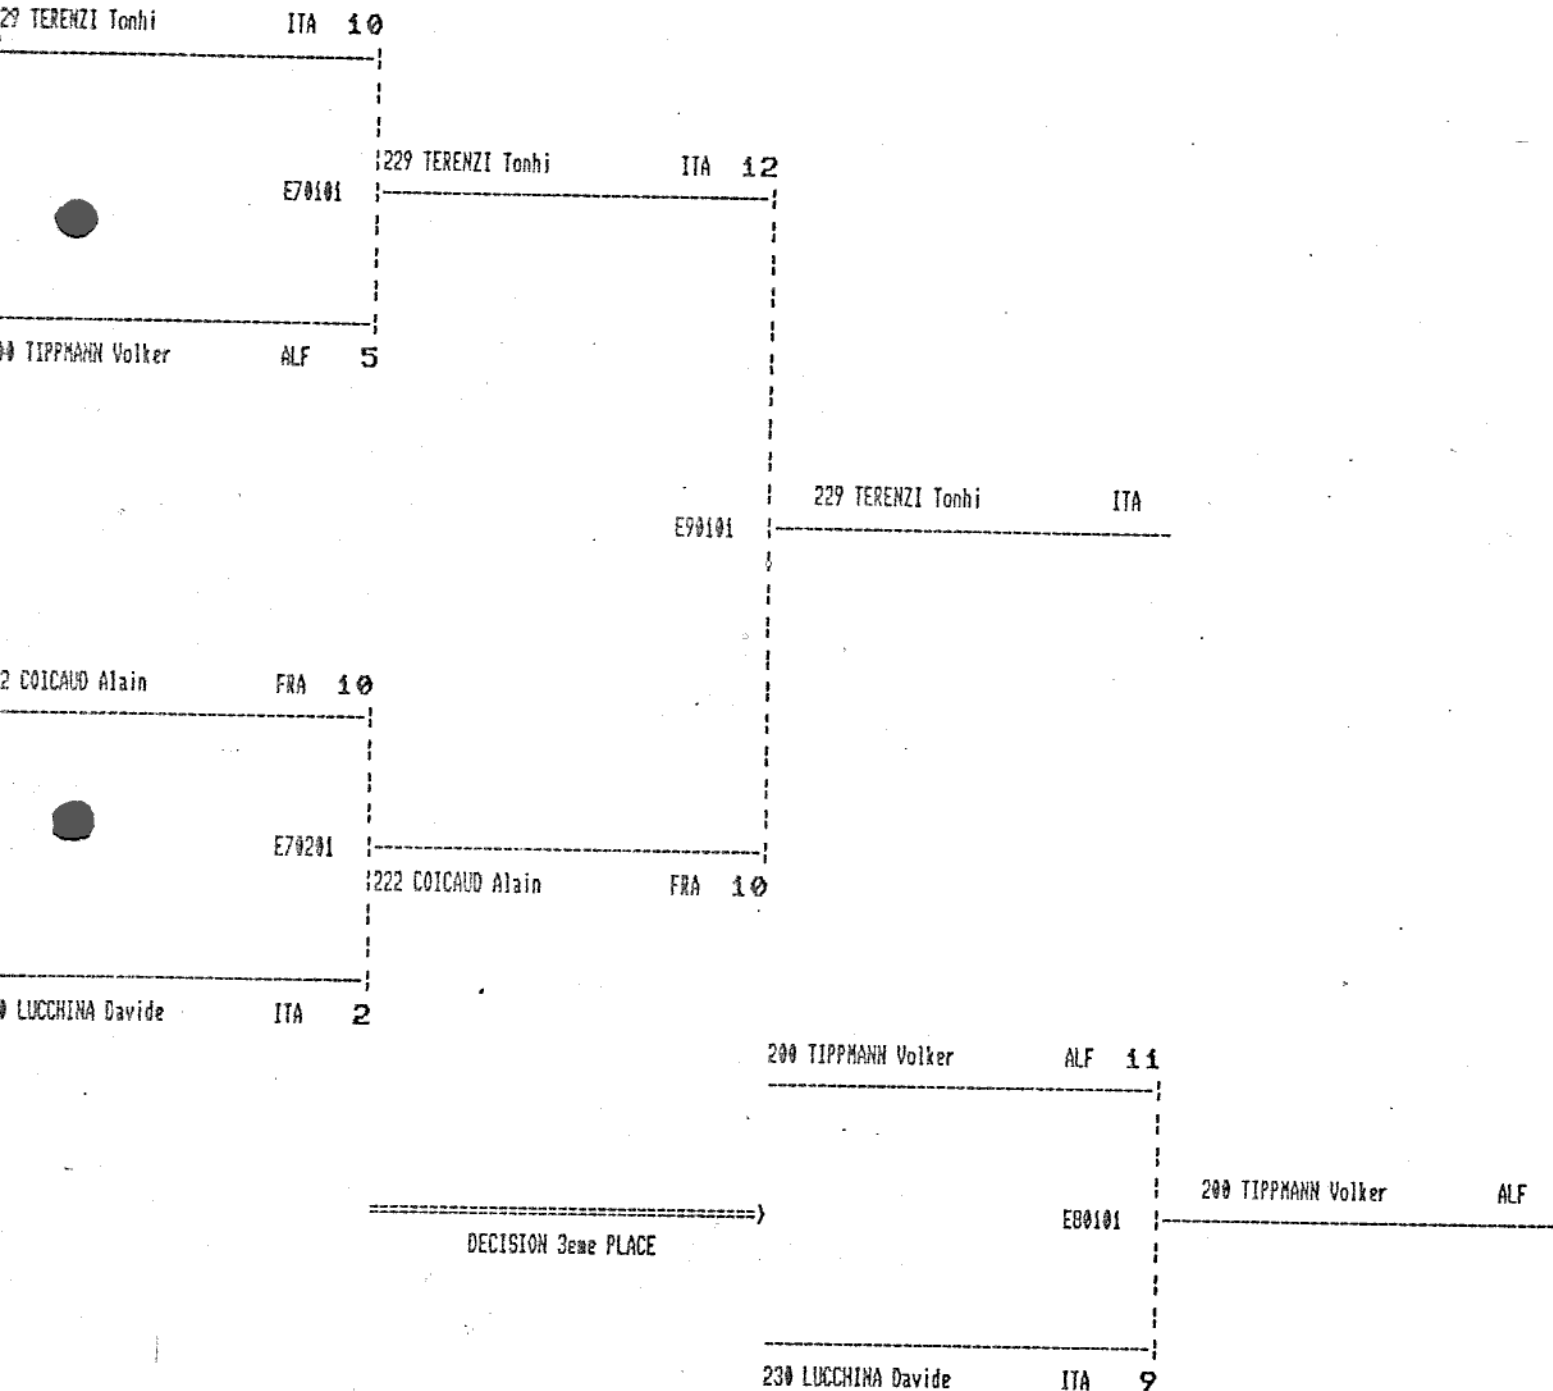 29 TERENZI Tonhi ITA 10
229 TERENZI Tonhi ITA 12
E70101
00 TIPPMANN Volker ALF 5
229 TERENZI Tonhi ITA
E90101
2 COICAUD Alain FRA 10
E70201
222 COICAUD Alain FRA 10
0 LUCCHINA Davide ITA 2
200 TIPPMANN Volker ALF 11
200 TIPPMANN Volker ALF
E80101
DECISION 3eme PLACE
230 LUCCHINA Davide ITA 9